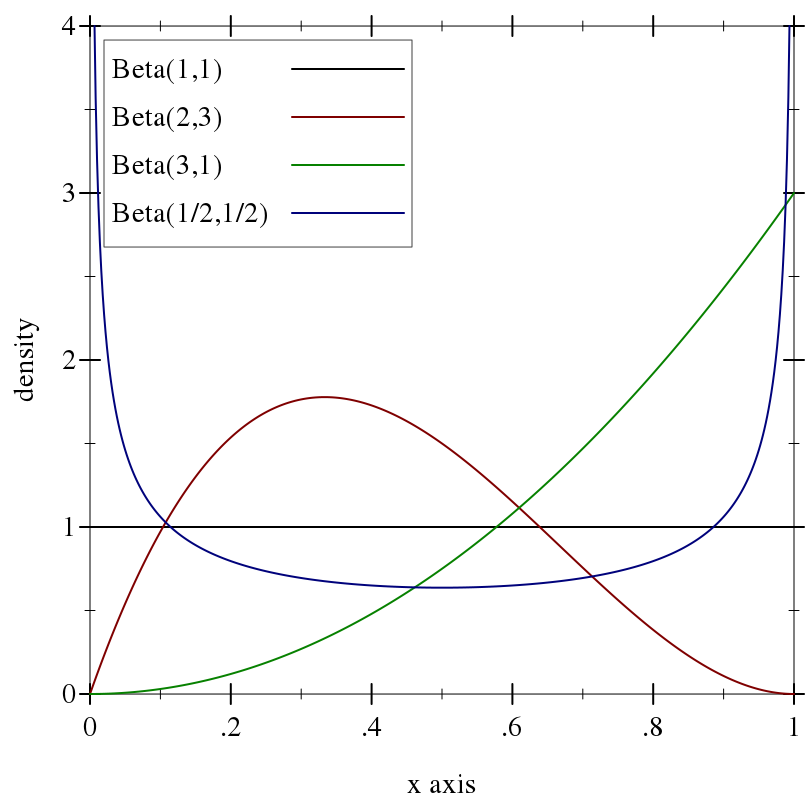 4
Beta(1,1)
Beta(2,3)
Beta(3,1)
Beta(1/2,1/2)
3
2
density
1
0
0 .2 .4 .6 .8 1
x axis